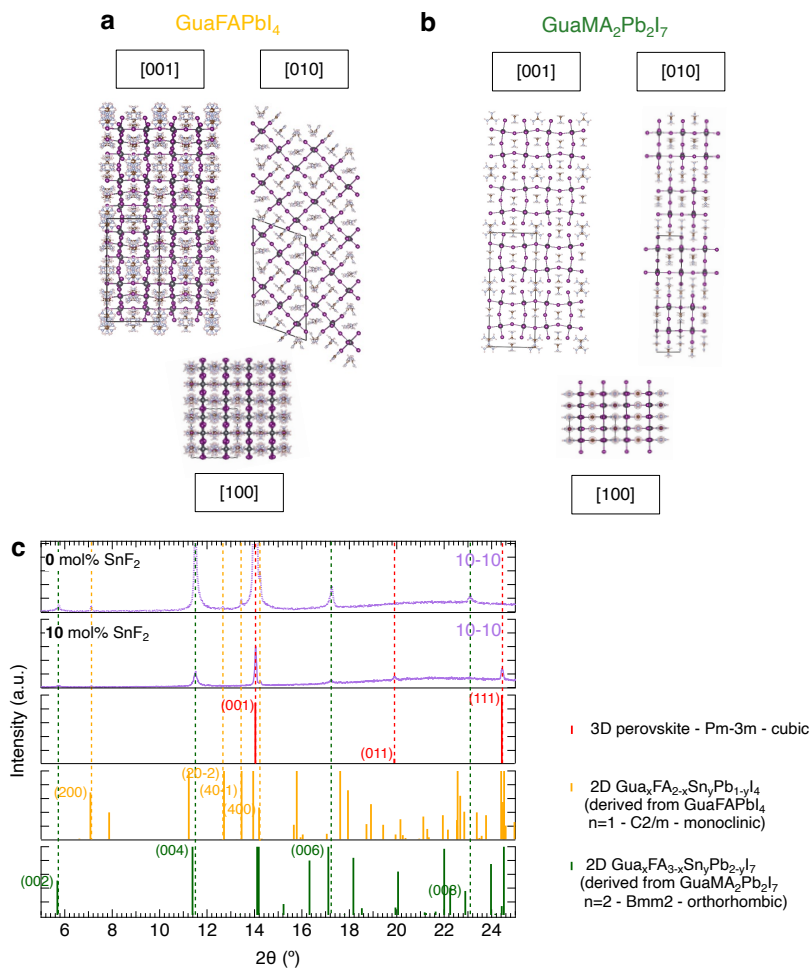 a
GuaFAPbI4
b
GuaMA2Pb2I7
[001]
[010]
[001]
[010]
[100]
[100]
c
0 mol% SnF2
10-10
10 mol% SnF2
10-10
(001)
(111)
(011)
(200)
(20-2)
(40-1)
(400)
(002)
(004)
(006)
(008)
Intensity (a.u.)
6 8 10 12 14 16 18 20 22 24
2θ (º)
3D perovskite - Pm-3m - cubic
2D GuaxFA2-xSnyPb1-yI4
(derived from GuaFAPbI4
n=1 - C2/m - monoclinic)
2D GuaxFA3-xSnyPb2-yI7
(derived from GuaMA2Pb2I7
n=2 - Bmm2 - orthorhombic)